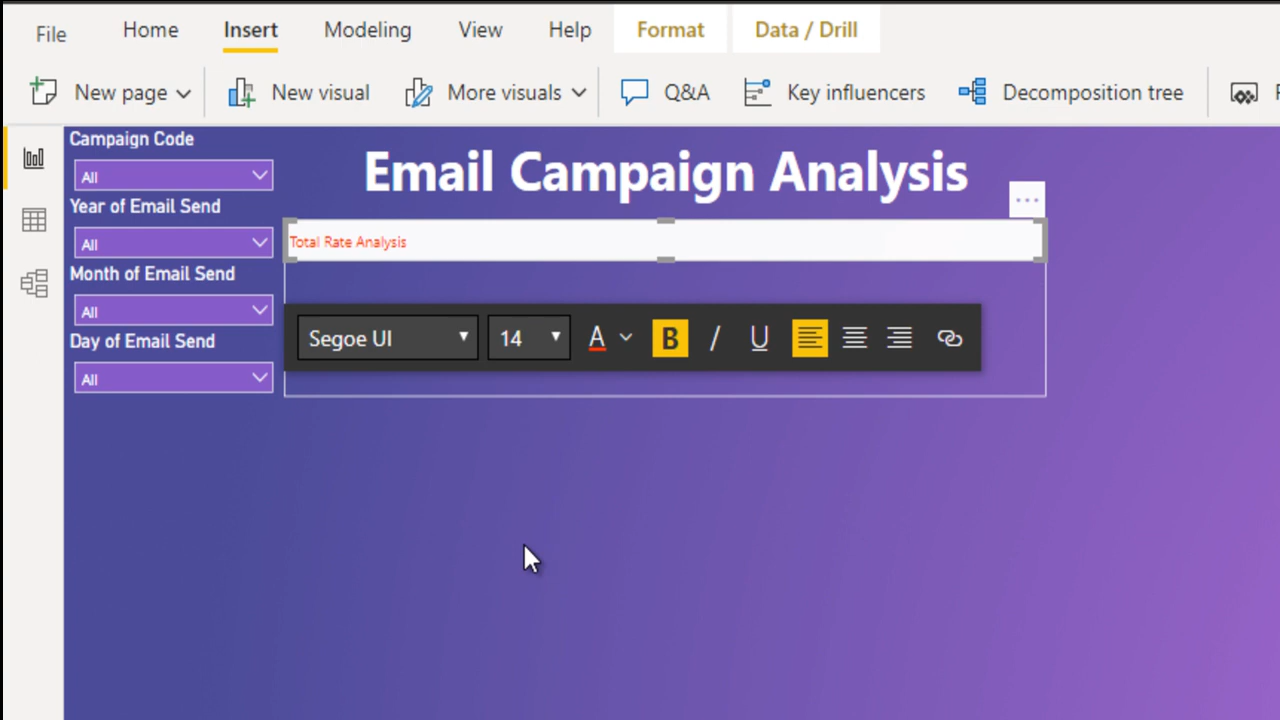 File Home Insert Modeling View Help Format Data / Drill
New page New visual More visuals Q&A Key influencers Decomposition tree
Campaign Code
All
Email Campaign Analysis
Year of Email Send
All
Total Rate Analysis
Month of Email Send
All
Day of Email Send
All
Segoe UI 14 A B I U